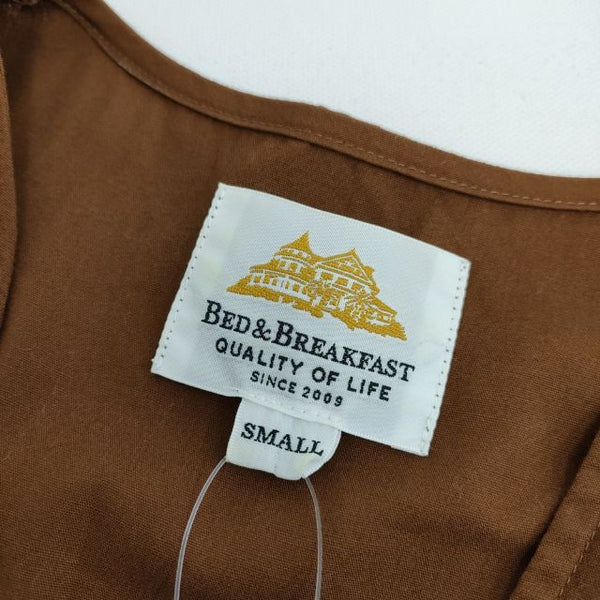 BED & BREAKFAST
QUALITY OF LIFE
SINCE 2009
SMALL